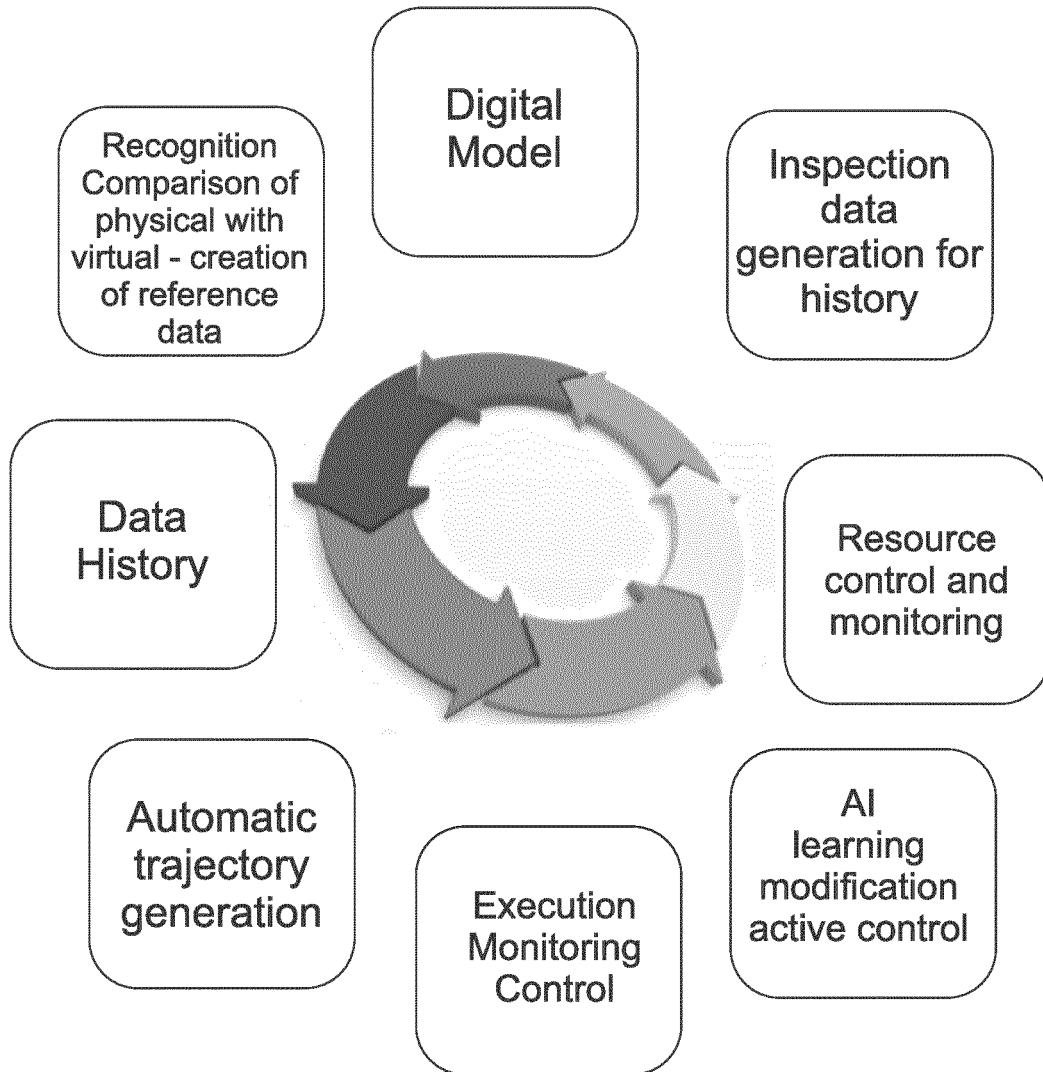 Digital
Model
Recognition
Comparison of
physical with
virtual - creation
of reference
data
Inspection
data
generation for
history
Data
History
Resource
control and
monitoring
Automatic
trajectory
generation
Execution
Monitoring
Control
AI
learning
modification
active control